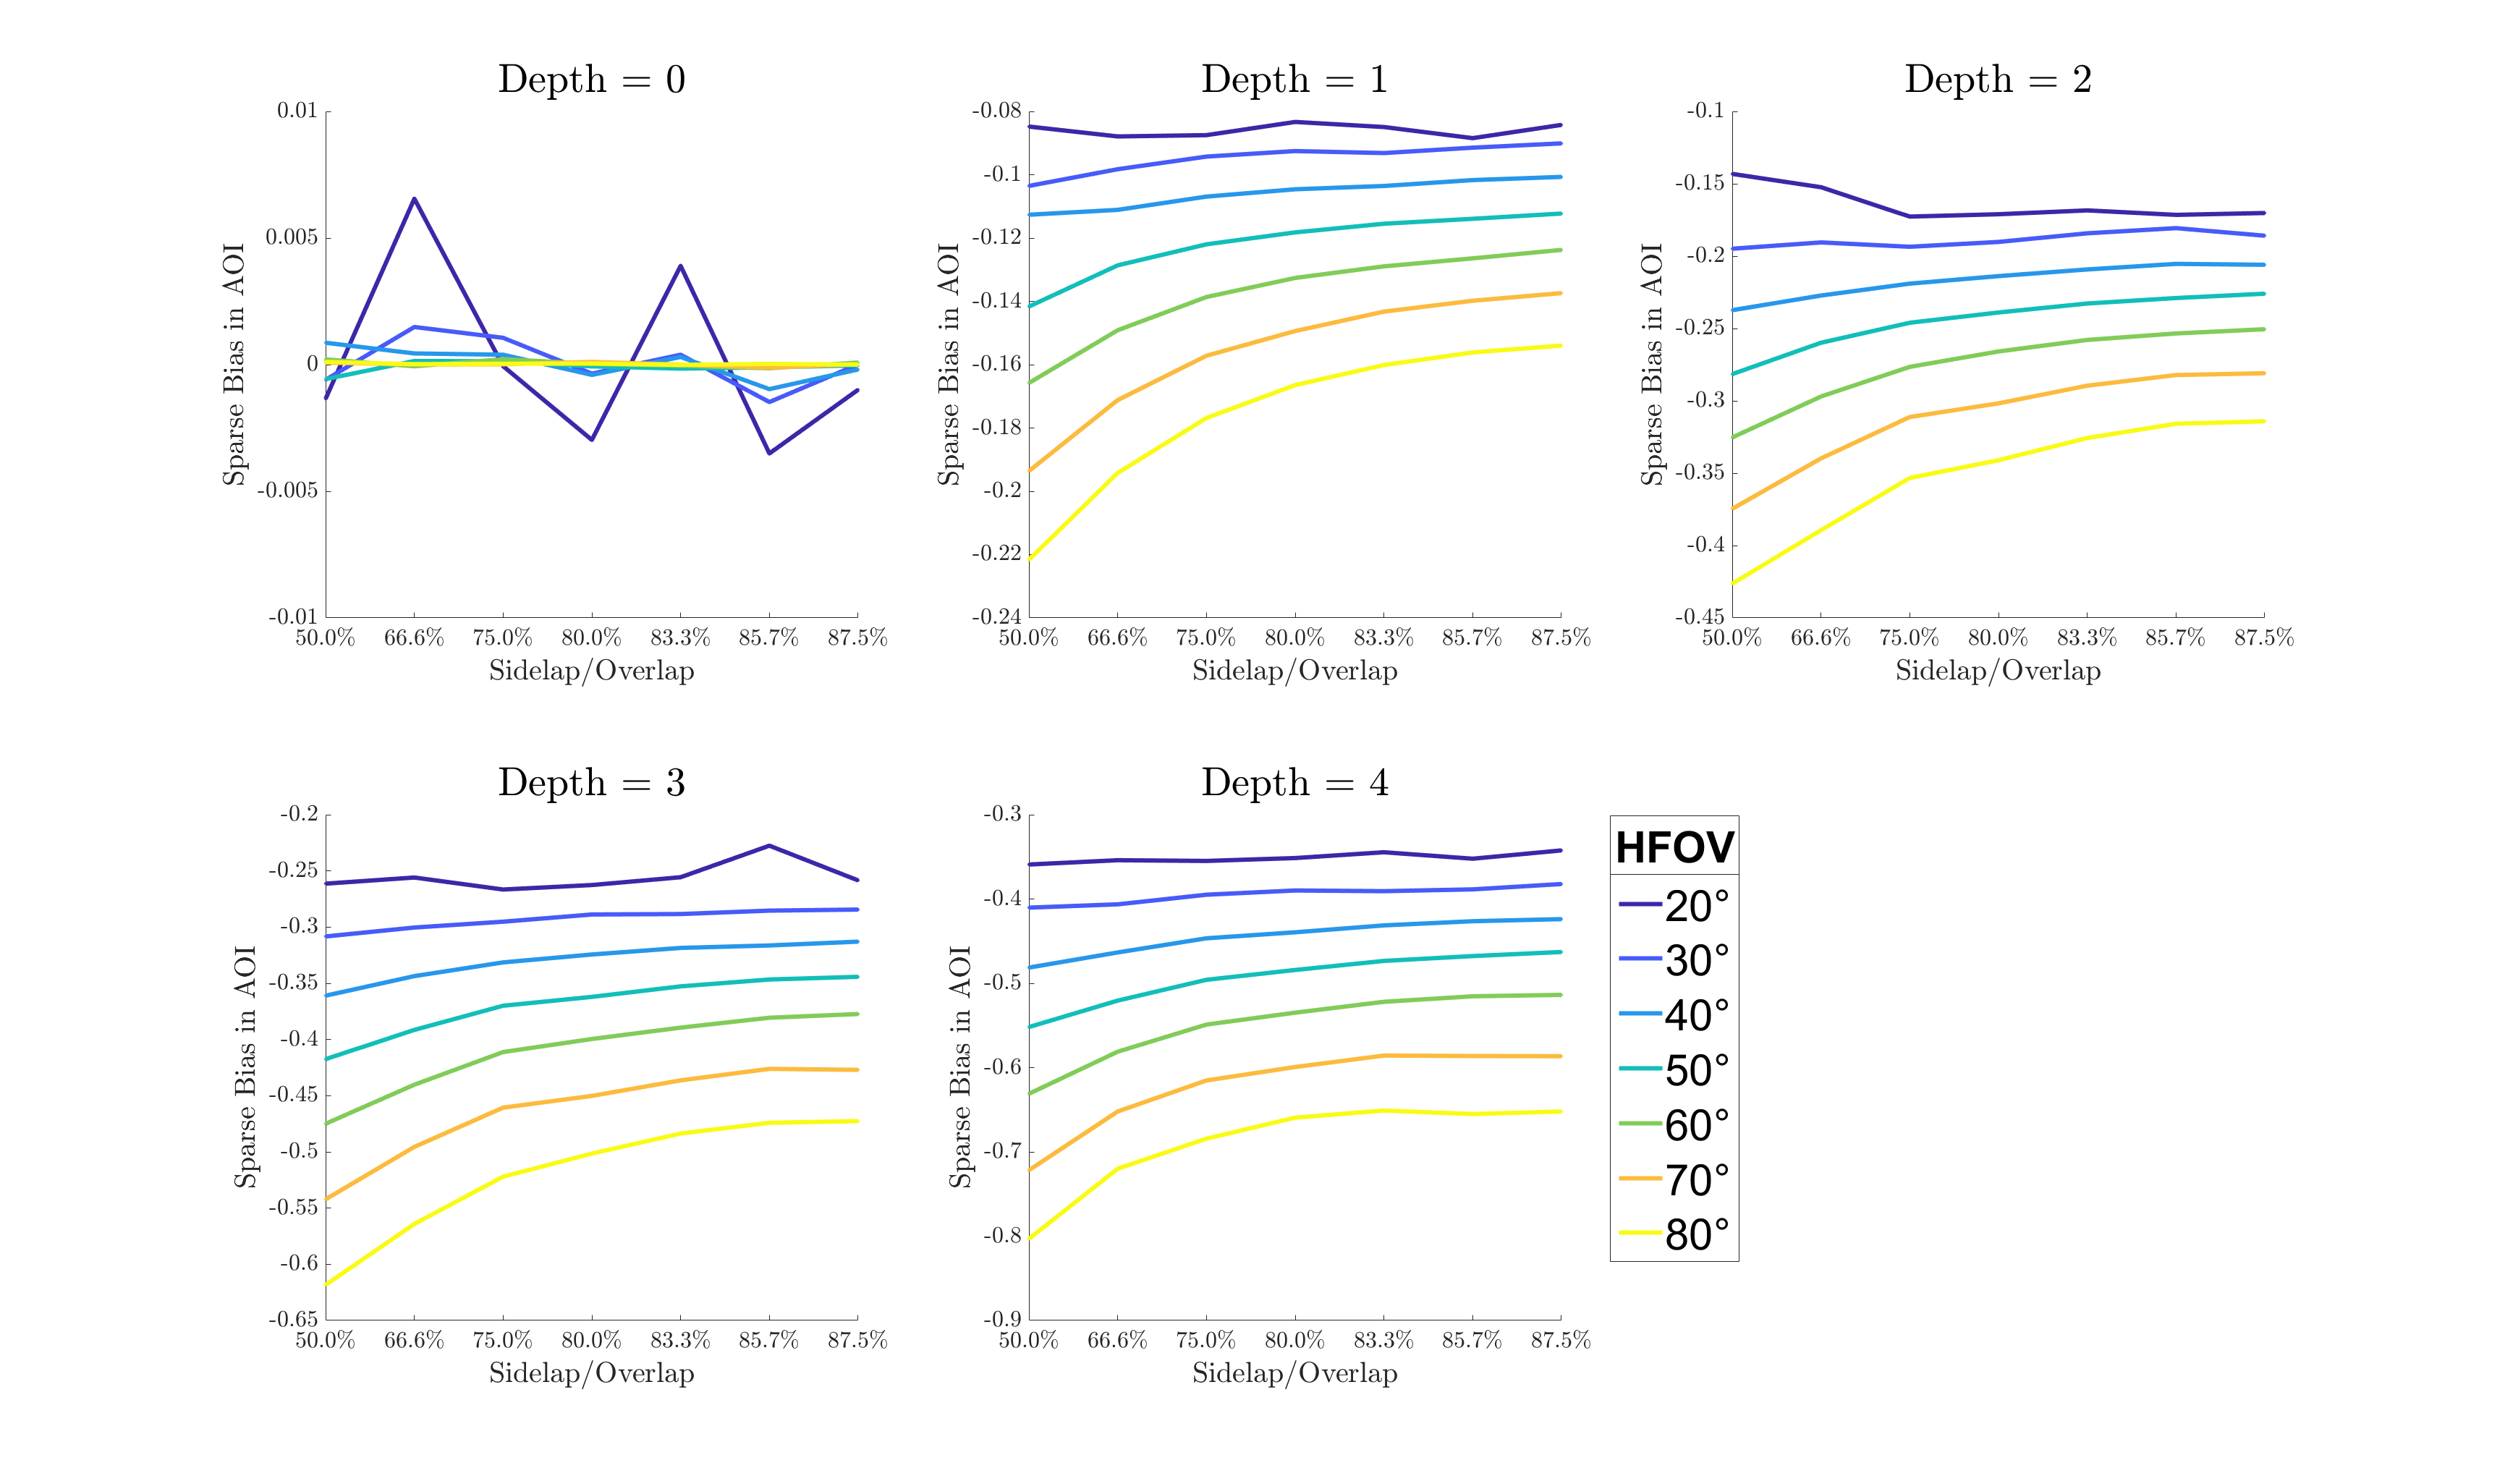 Depth = 0
0.01
0.005
0
-0.005
-0.01
Sparse Bias in AOI
50.0% 66.6% 75.0% 80.0% 83.3% 85.7% 87.5%
Sidelap/Overlap
Depth = 1
-0.08
-0.1
-0.12
-0.14
-0.16
-0.18
-0.2
-0.22
-0.24
Sparse Bias in AOI
50.0% 66.6% 75.0% 80.0% 83.3% 85.7% 87.5%
Sidelap/Overlap
Depth = 2
-0.1
-0.15
-0.2
-0.25
-0.3
-0.35
-0.4
-0.45
Sparse Bias in AOI
50.0% 66.6% 75.0% 80.0% 83.3% 85.7% 87.5%
Sidelap/Overlap
Depth = 3
-0.2
-0.25
-0.3
-0.35
-0.4
-0.45
-0.5
-0.55
-0.6
-0.65
Sparse Bias in AOI
50.0% 66.6% 75.0% 80.0% 83.3% 85.7% 87.5%
Sidelap/Overlap
Depth = 4
-0.3
-0.4
-0.5
-0.6
-0.7
-0.8
-0.9
Sparse Bias in AOI
50.0% 66.6% 75.0% 80.0% 83.3% 85.7% 87.5%
Sidelap/Overlap
HFOV
20°
30°
40°
50°
60°
70°
80°